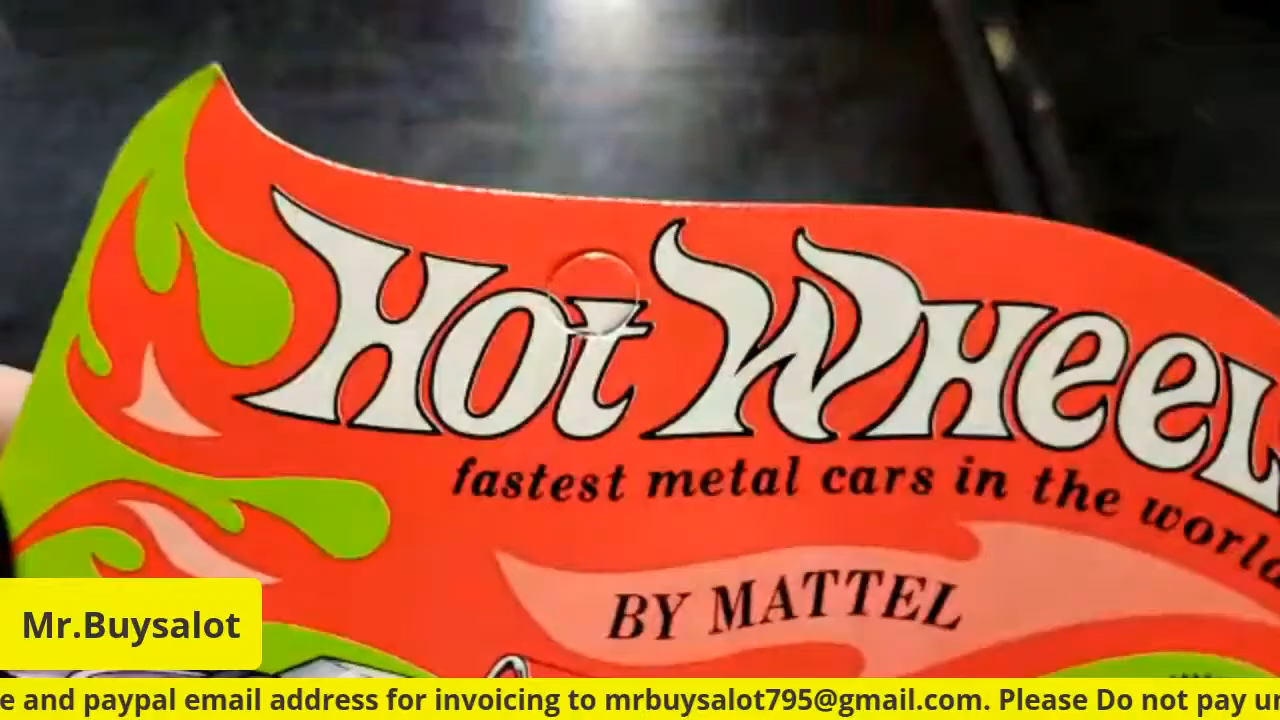 Hot Wheel
fastest metal cars in the world
BY MATTEL
Mr.Buysalot
e and paypal email address for invoicing to mrbuysalot795@gmail.com. Please Do not pay u